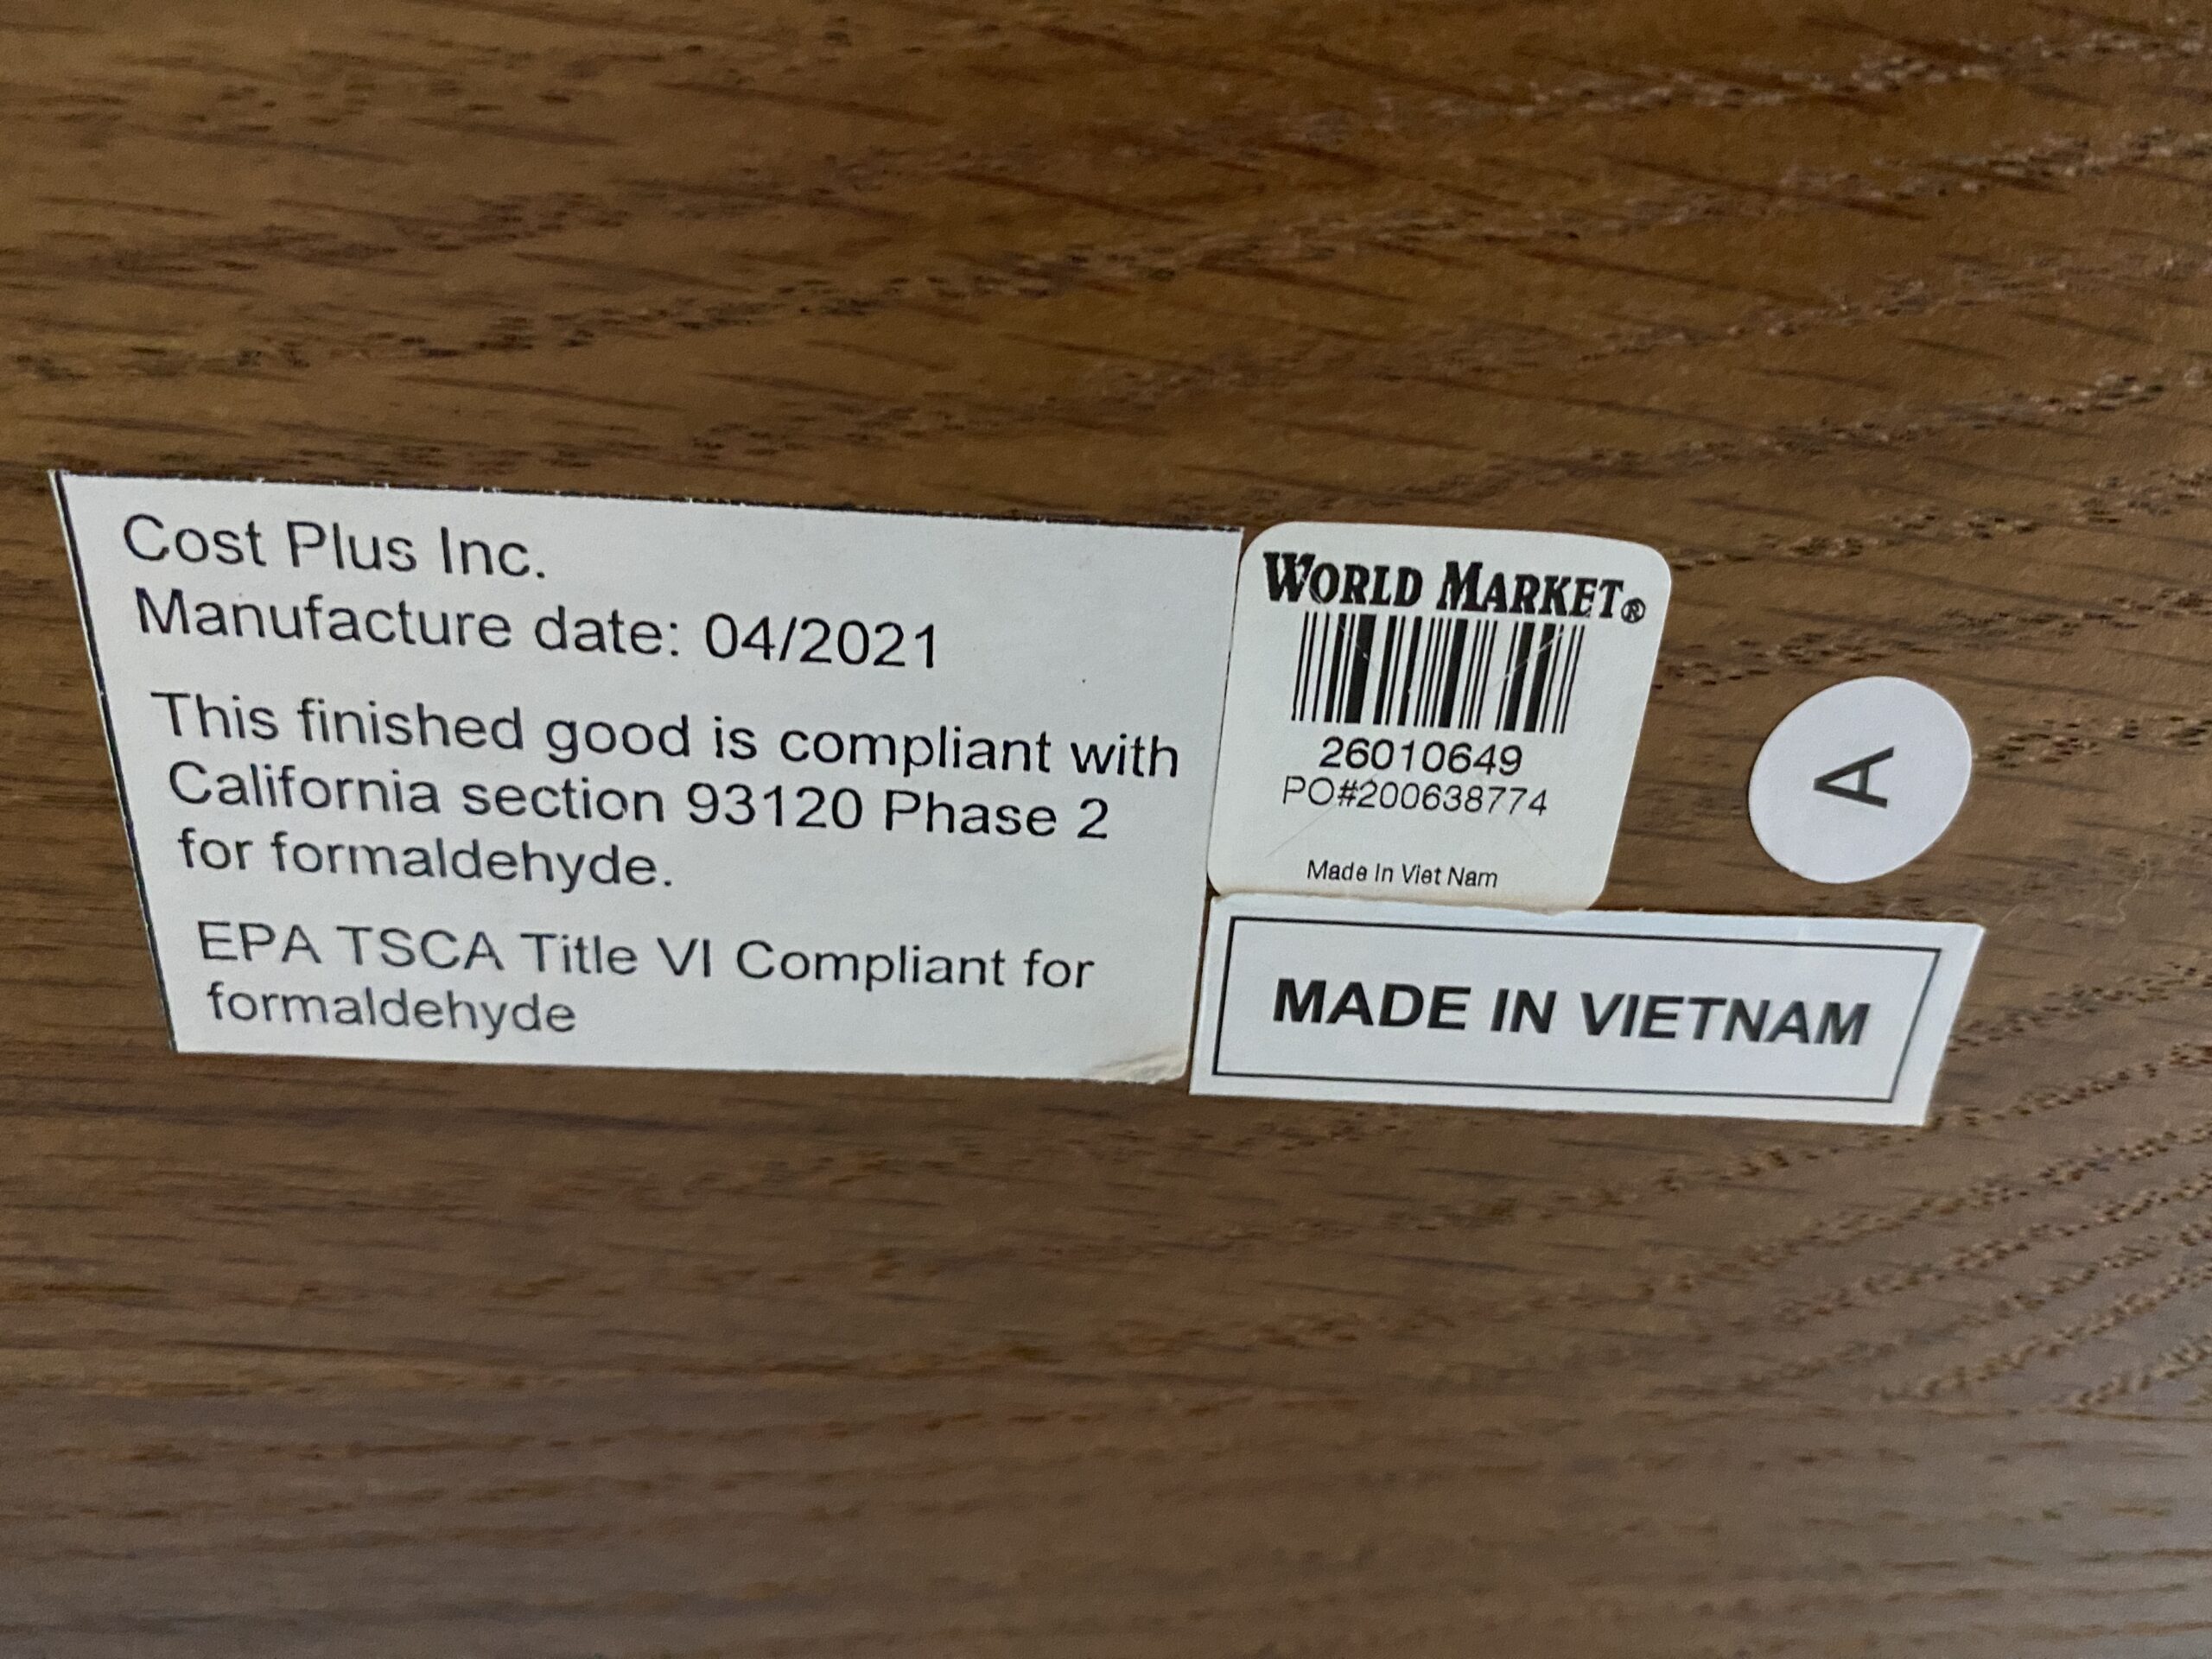 Cost Plus Inc.
Manufacture date: 04/2021
This finished good is compliant with
California section 93120 Phase 2
for formaldehyde.
EPA TSCA Title VI Compliant for
formaldehyde
WORLD MARKET®
26010649
PO#200638774
Made In Viet Nam
MADE IN VIETNAM
A